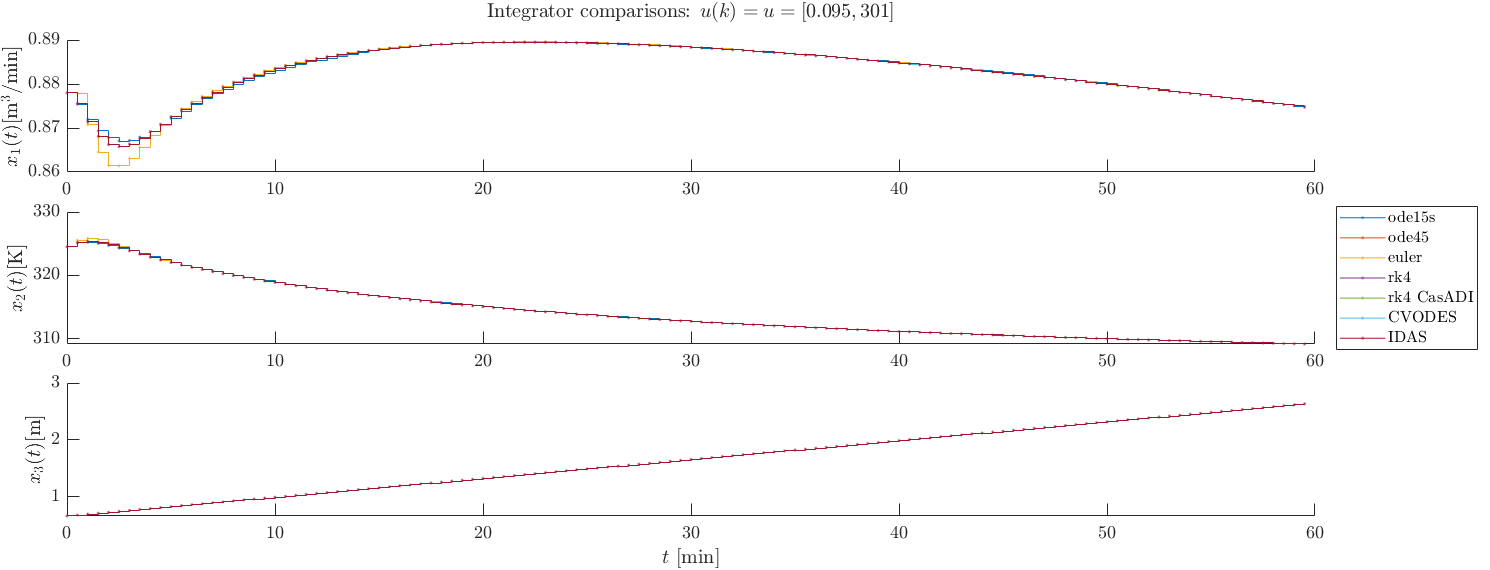 Integrator comparisons: u(k) = u = [0.095, 301]
x₁(t)[m³/min]
0.89
0.88
0.87
0.86
0 10 20 30 40 50 60
x₂(t)[K]
330
320
310
0 10 20 30 40 50 60
ode15s
ode45
euler
rk4
rk4 CasADI
CVODES
IDAS
x₃(t)[m]
3
2
1
0 10 20 30 40 50 60
t [min]